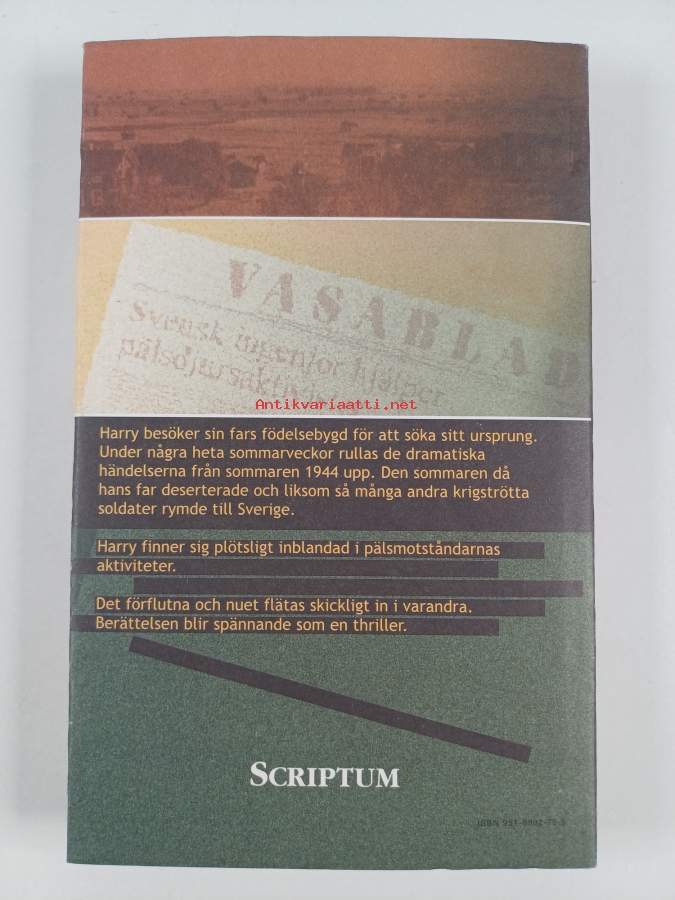 VASABLAD
Svensk ingenjör hjälper
pälsdjursaktiv
Antikvariaatti.net
Harry besöker sin fars födelsebygd för att söka sitt ursprung.
Under några heta sommarveckor rullas de dramatiska
händelserna från sommaren 1944 upp. Den sommaren då
hans far deserterade och liksom så många andra krigströtta
soldater rymde till Sverige.
Harry finner sig plötsligt inblandad i pälsmotståndarnas
aktiviteter.
Det förflutna och nuet flätas skickligt in i varandra.
Berättelsen blir spännande som en thriller.
SCRIPTUM
ISBN